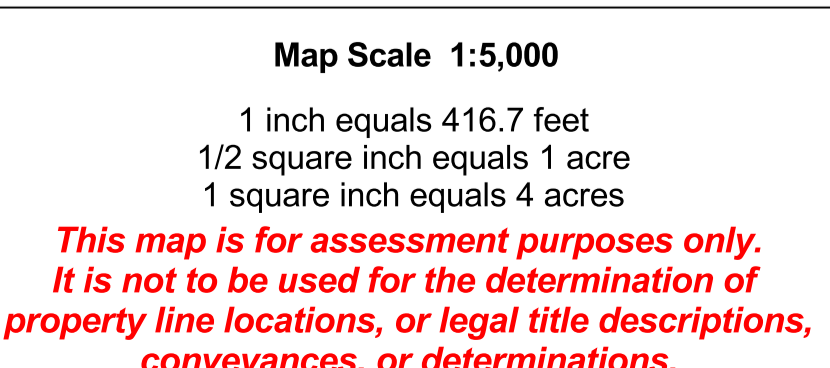 Map Scale  1:5,000
1 inch equals 416.7 feet
1/2 square inch equals 1 acre
1 square inch equals 4 acres
This map is for assessment purposes only.
It is not to be used for the determination of
property line locations, or legal title descriptions,
conveyances, or determinations.